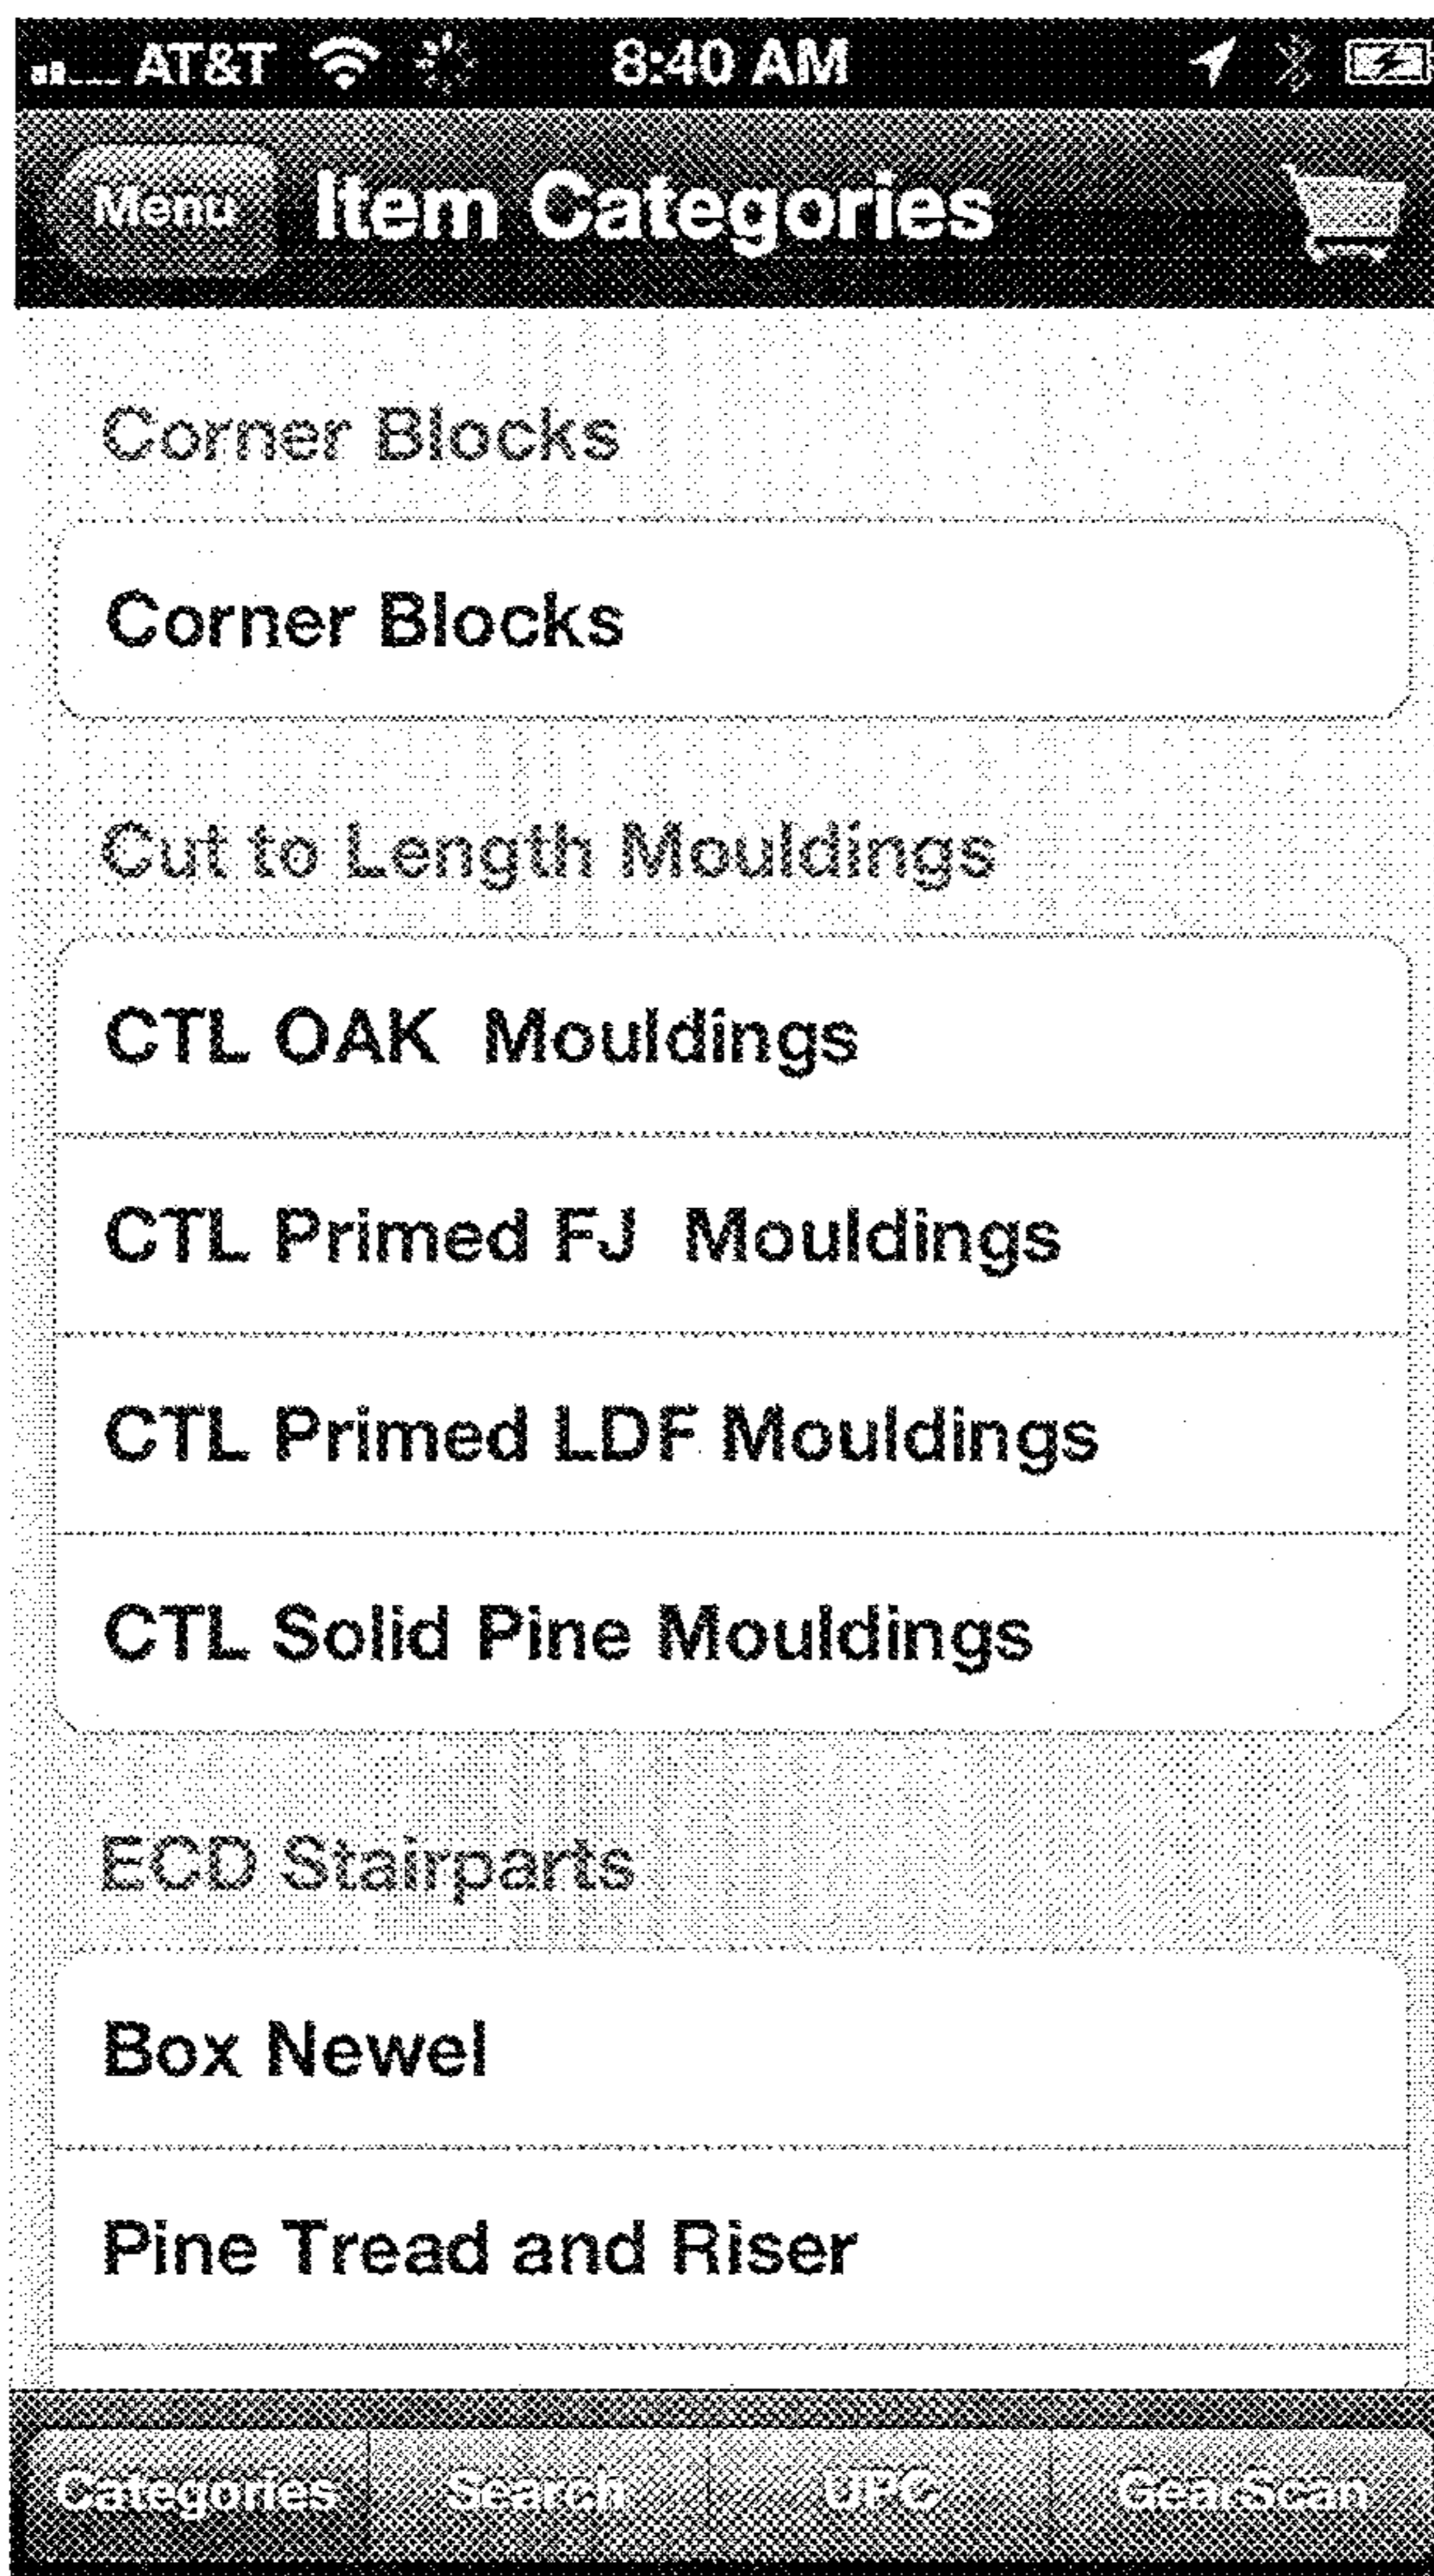 AT&T 8:40 AM
Menu Item Categories
Corner Blocks
Corner Blocks
Cut to Length Mouldings
CTL OAK  Mouldings
CTL Primed FJ  Mouldings
CTL Primed LDF Mouldings
CTL Solid Pine Mouldings
ECD Stairparts
Box Newel
Pine Tread and Riser
Categories Search UPC GearScan